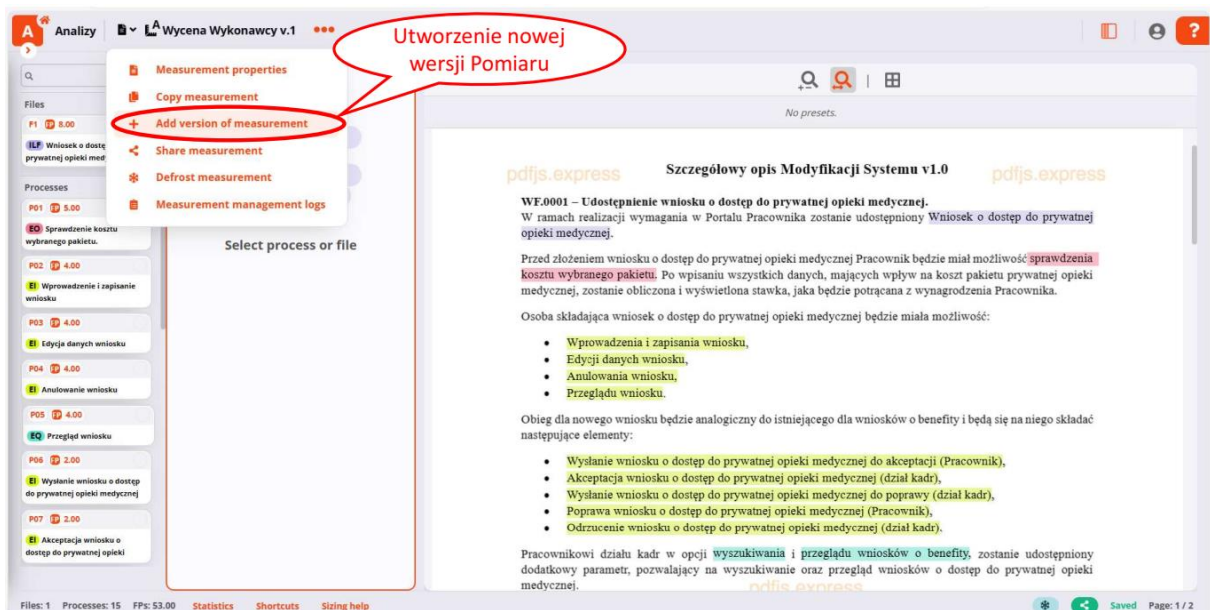 A Analizy A Wycena Wykonawcy v.1 •••
Utworzenie nowej
wersji Pomiaru
?
Measurement properties
Copy measurement
+ Add version of measurement
Share measurement
Defrost measurement
Measurement management logs
Files
F1 FP 8.00
ILF Wniosek o dostę
prywatnej opieki med
Processes
P01 FP 5.00
EO Sprawdzenie kosztu
wybranego pakietu.
P02 FP 4.00
EI Wprowadzenie i zapisanie
wniosku
P03 FP 4.00
EI Edycja danych wniosku
P04 FP 4.00
EI Anulowanie wniosku
P05 FP 4.00
EQ Przegląd wniosku
P06 FP 2.00
EI Wysłanie wniosku o dostęp
do prywatnej opieki medycznej
P07 FP 2.00
EI Akceptacja wniosku o
dostęp do prywatnej opieki
Select process or file
No presets.
pdfjs.express
pdfjs.express
Szczegółowy opis Modyfikacji Systemu v1.0
WF.0001 – Udostępnienie wniosku o dostęp do prywatnej opieki medycznej.
W ramach realizacji wymagania w Portalu Pracownika zostanie udostępniony Wniosek o dostęp do prywatnej
opieki medycznej.
Przed złożeniem wniosku o dostęp do prywatnej opieki medycznej Pracownik będzie miał możliwość sprawdzenia
kosztu wybranego pakietu. Po wpisaniu wszystkich danych, mających wpływ na koszt pakietu prywatnej opieki
medycznej, zostanie obliczona i wyświetlona stawka, jaka będzie potrącana z wynagrodzenia Pracownika.
Osoba składająca wniosek o dostęp do prywatnej opieki medycznej będzie miała możliwość:
• Wprowadzenia i zapisania wniosku,
• Edycji danych wniosku,
• Anulowania wniosku,
• Przeglądu wniosku.
Obieg dla nowego wniosku będzie analogiczny do istniejącego dla wniosków o benefity i będą się na niego składać
następujące elementy:
• Wysłanie wniosku o dostęp do prywatnej opieki medycznej do akceptacji (Pracownik),
• Akceptacja wniosku o dostęp do prywatnej opieki medycznej (dział kadr),
• Wysłanie wniosku o dostęp do prywatnej opieki medycznej do poprawy (dział kadr),
• Poprawa wniosku o dostęp do prywatnej opieki medycznej (Pracownik),
• Odrzucenie wniosku o dostęp do prywatnej opieki medycznej (dział kadr).
Pracownikowi działu kadr w opcji wyszukiwania i przeglądu wniosków o benefity, zostanie udostępniony
dodatkowy parametr, pozwalający na wyszukiwanie oraz przegląd wniosków o dostęp do prywatnej opieki
medycznej.
pdfjs.express
Files: 1 Processes: 15 FPs: 53.00 Statistics Shortcuts Sizing help
Saved Page: 1 / 2